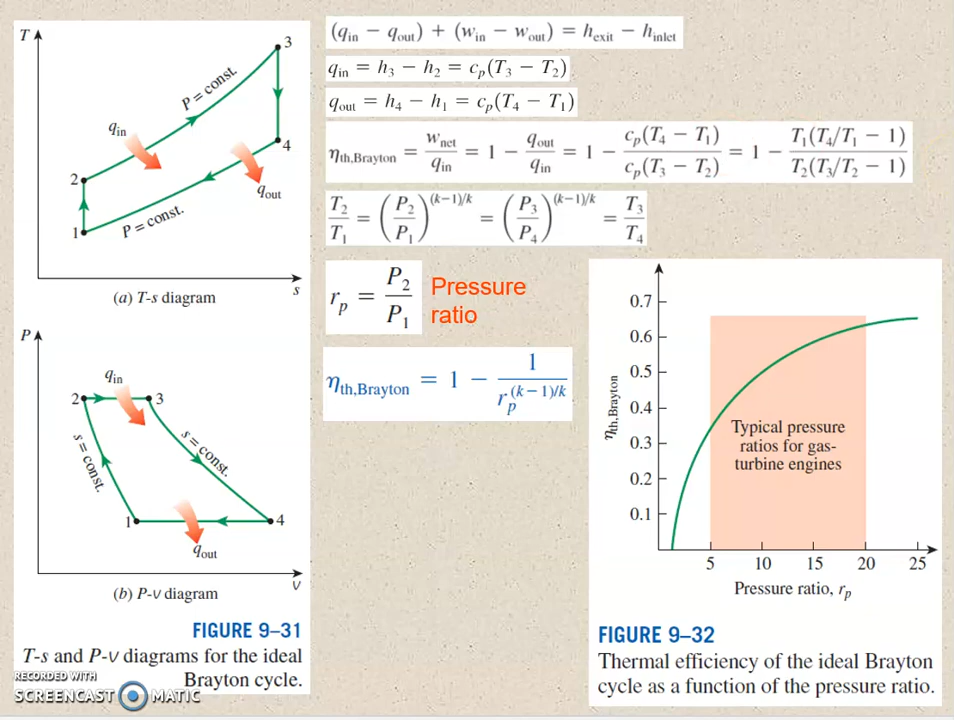 T
3
P = const.
qin
4
2
qout
P = const.
1
s
(a) T-s diagram
P
qin
2
3
s = const.
s = const.
1
4
qout
v
(b) P-v diagram
FIGURE 9–31
T-s and P-v diagrams for the ideal
Brayton cycle.
RECORDED WITH
SCREENCAST MATIC
(q_in − q_out) + (w_in − w_out) = h_exit − h_inlet
q_in = h_3 − h_2 = c_p(T_3 − T_2)
q_out = h_4 − h_1 = c_p(T_4 − T_1)
η_th,Brayton = w_net/q_in = 1 − q_out/q_in = 1 − c_p(T_4 − T_1)/c_p(T_3 − T_2) = 1 − T_1(T_4/T_1 − 1)/T_2(T_3/T_2 − 1)
T_2/T_1 = (P_2/P_1)^(k−1)/k = (P_3/P_4)^(k−1)/k = T_3/T_4
r_p = P_2/P_1
Pressure
ratio
η_th,Brayton = 1 − 1/r_p^(k−1)/k
0.7
0.6
0.5
0.4
0.3
0.2
0.1
η_th,Brayton
Typical pressure
ratios for gas-
turbine engines
5 10 15 20 25
Pressure ratio, r_p
FIGURE 9–32
Thermal efficiency of the ideal Brayton
cycle as a function of the pressure ratio.